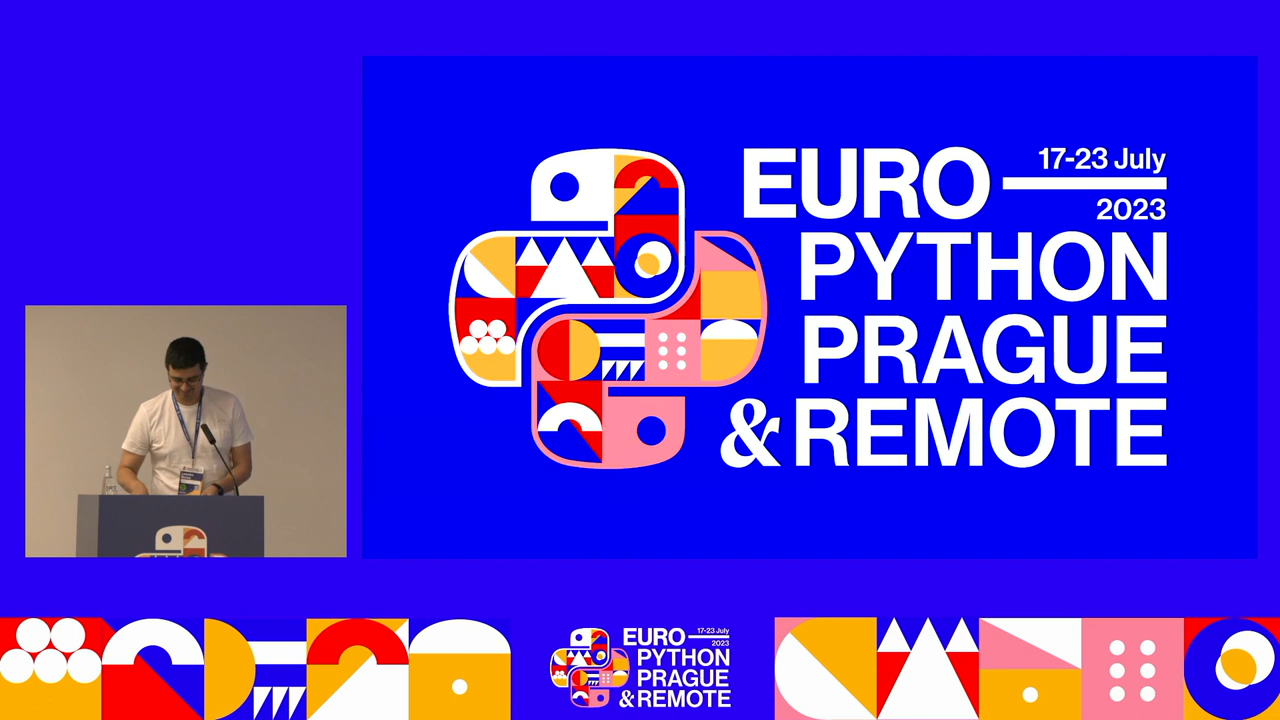 EURO 17-23 July
2023
PYTHON
PRAGUE
& REMOTE
EURO 17-23 July
2023
PYTHON
PRAGUE
& REMOTE